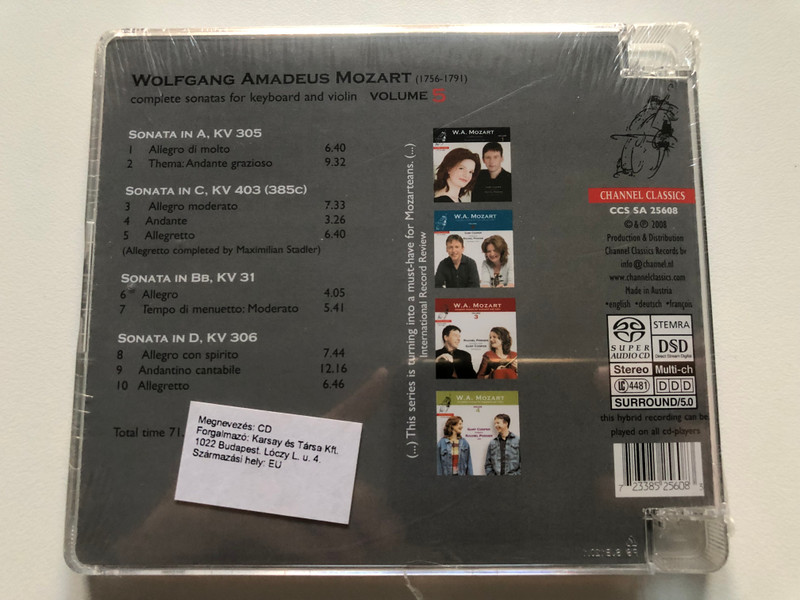 WOLFGANG AMADEUS MOZART (1756-1791)
complete sonatas for keyboard and violin VOLUME 5
SONATA IN A, KV 305
1 Allegro di molto 6.40
2 Thema: Andante grazioso 9.32
SONATA IN C, KV 403 (385c)
3 Allegro moderato 7.33
4 Andante 3.26
5 Allegretto 6.40
(Allegretto completed by Maximilian Stadler)
SONATA IN Bb, KV 31
6 Allegro 4.05
7 Tempo di menuetto: Moderato 5.41
SONATA IN D, KV 306
8 Allegro con spirito 7.44
9 Andantino cantabile 12.16
10 Allegretto 6.46
Total time 71.
Megnevezés: CD
Forgalmazó: Karsay és Társa Kft.
1022 Budapest, Lóczy L. u. 4.
Származási hely: EU
(...) This series is turning into a must-have for Mozarteans. (...)
International Record Review
W.A. MOZART
W.A. MOZART
W.A. MOZART
W.A. MOZART
CHANNEL CLASSICS
CCS SA 25608
© & ℗ 2008
Production & Distribution
Channel Classics Records bv
info@channel.nl
www.channelclassics.com
Made in Austria
•english •deutsch •français
SUPER AUDIO CD
STEMRA
DSD
Direct Stream Digital
Stereo Multi-ch
LC 4481 DDD
SURROUND/5.0
this hybrid recording can be
played on all cd-players
7 23385 25608 3